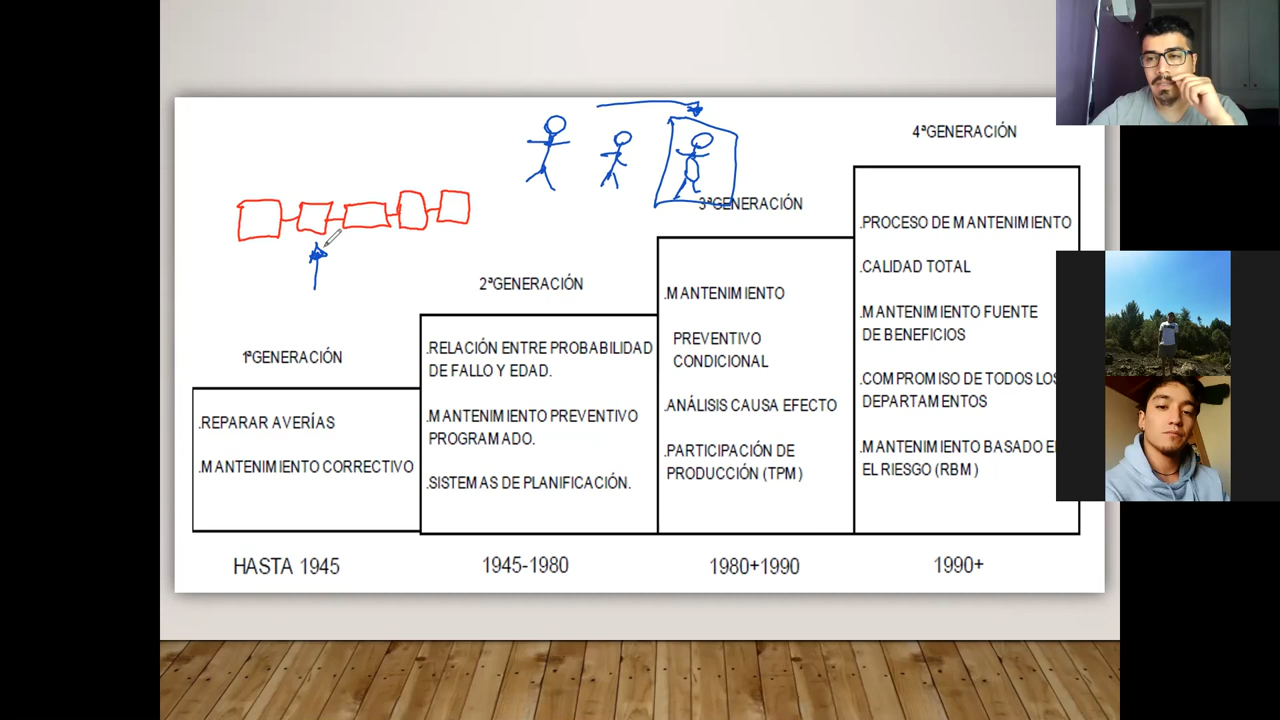 1ªGENERACIÓN
.REPARAR AVERÍAS
.MANTENIMIENTO CORRECTIVO
HASTA 1945
2ªGENERACIÓN
.RELACIÓN ENTRE PROBABILIDAD
DE FALLO Y EDAD.
.MANTENIMIENTO PREVENTIVO
PROGRAMADO.
.SISTEMAS DE PLANIFICACIÓN.
1945-1980
3ªGENERACIÓN
.MANTENIMIENTO
PREVENTIVO
CONDICIONAL
.ANÁLISIS CAUSA EFECTO
.PARTICIPACIÓN DE
PRODUCCIÓN (TPM)
1980+1990
4ªGENERACIÓN
.PROCESO DE MANTENIMIENTO
.CALIDAD TOTAL
.MANTENIMIENTO FUENTE
DE BENEFICIOS
.COMPROMISO DE TODOS LOS
DEPARTAMENTOS
.MANTENIMIENTO BASADO
EL RIESGO (RBM)
1990+